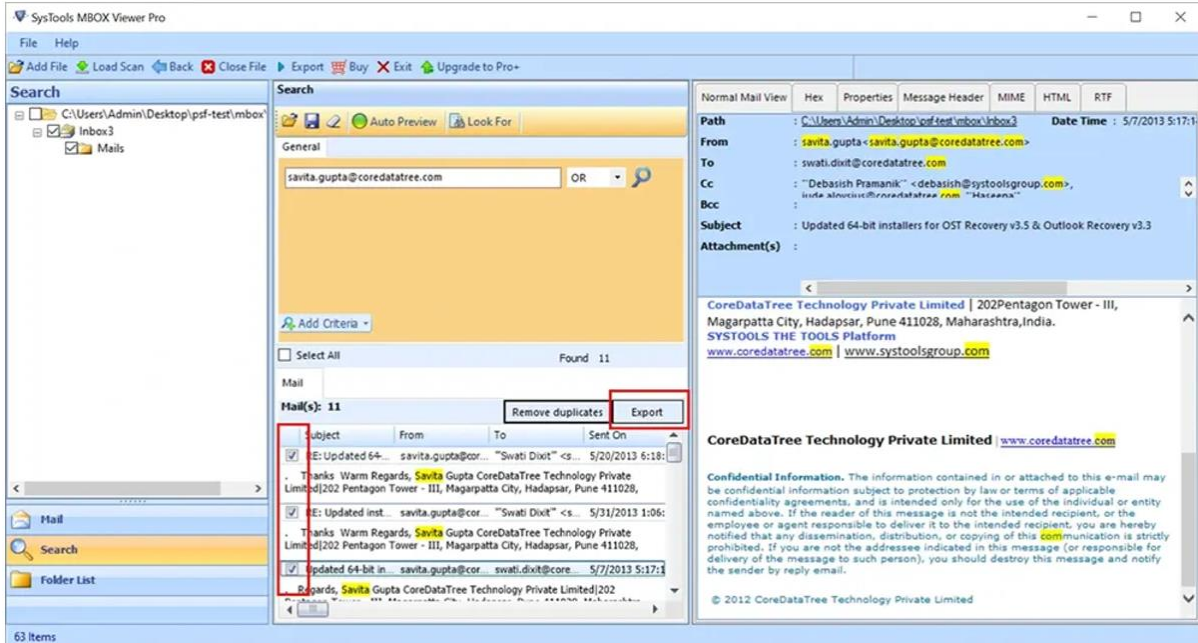 SysTools MBOX Viewer Pro
File Help
Add File Load Scan Back Close File Export Buy Exit Upgrade to Pro+
Search
C:\Users\Admin\Desktop\psf-test\mbox
Inbox3
Mails
Mail
Search
Folder List
63 Items
Search
Auto Preview Look For
General
savita.gupta@coredatatree.com OR
Add Criteria
Select All Found 11
Mail
Mail(s): 11 Remove duplicates Export
Subject From To Sent On
RE: Updated 64-... savita.gupta@cor... '"Swati Dixit'" <s... 5/20/2013 6:18:
. Thanks Warm Regards, Savita Gupta CoreDataTree Technology Private
Limited|202 Pentagon Tower - III, Magarpatta City, Hadapsar, Pune 411028,
RE: Updated inst... savita.gupta@cor... '"Swati Dixit'" <s... 5/31/2013 1:06:
. Thanks Warm Regards, Savita Gupta CoreDataTree Technology Private
Limited|202 Pentagon Tower - III, Magarpatta City, Hadapsar, Pune 411028,
Updated 64-bit in... savita.gupta@cor... swati.dixit@core... 5/7/2013 5:17:1
. Regards, Savita Gupta CoreDataTree Technology Private Limited|202
Normal Mail View Hex Properties Message Header MIME HTML RTF
Path : C:\Users\Admin\Desktop\psf-test\mbox\Inbox3 Date Time : 5/7/2013 5:17:1
From : savita.gupta<savita.gupta@coredatatree.com>
To : swati.dixit@coredatatree.com
Cc : '"Debasish Pramanik'" <debasish@systoolsgroup.com>,
jude.aloysius@coredatatree.com, '"Haseena'"
Bcc :
Subject : Updated 64-bit installers for OST Recovery v3.5 & Outlook Recovery v3.3
Attachment(s) :
CoreDataTree Technology Private Limited | 202Pentagon Tower - III,
Magarpatta City, Hadapsar, Pune 411028, Maharashtra,India.
SYSTOOLS THE TOOLS Platform
www.coredatatree.com | www.systoolsgroup.com
CoreDataTree Technology Private Limited | www.coredatatree.com
Confidential Information. The information contained in or attached to this e-mail may
be confidential information subject to protection by law or terms of applicable
confidentiality agreements, and is intended only for the use of the individual or entity
named above. If the reader of this message is not the intended recipient, or the
employee or agent responsible to deliver it to the intended recipient, you are hereby
notified that any dissemination, distribution, or copying of this communication is strictly
prohibited. If you are not the addressee indicated in this message (or responsible for
delivery of the message to such person), you should destroy this message and notify
the sender by reply email.
© 2012 CoreDataTree Technology Private Limited